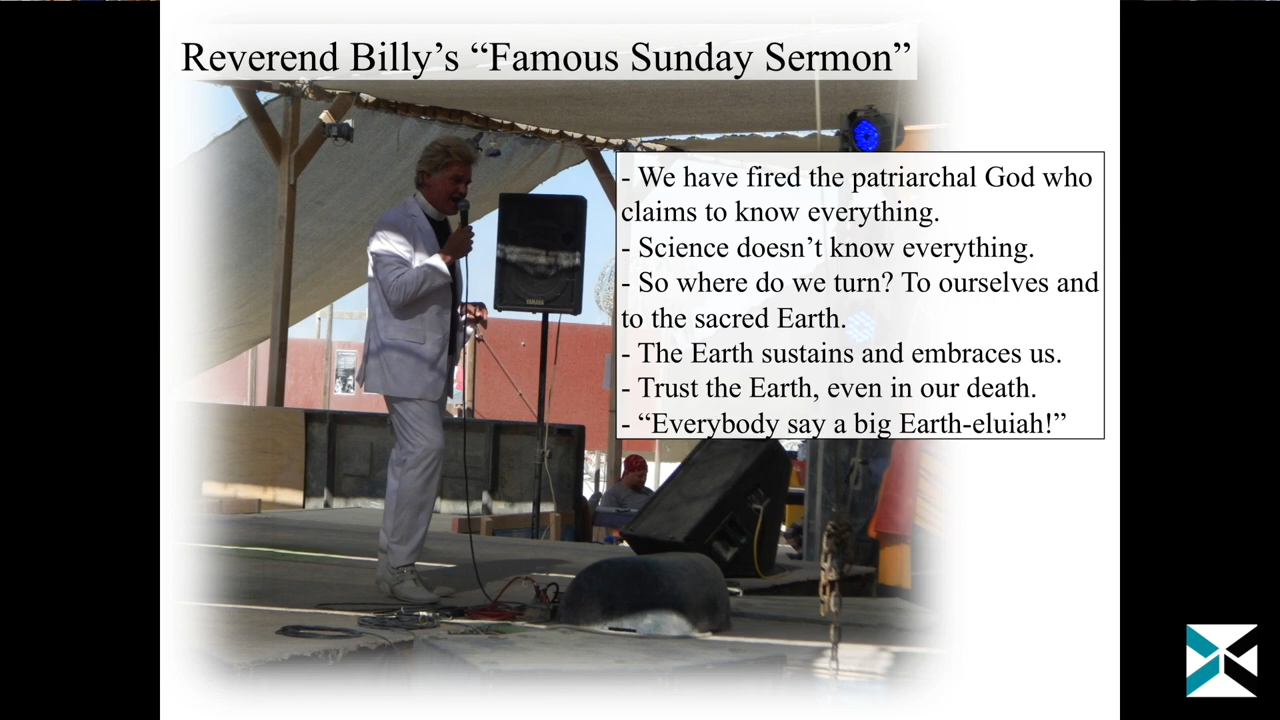 Reverend Billy’s “Famous Sunday Sermon”
- We have fired the patriarchal God who
claims to know everything.
- Science doesn’t know everything.
- So where do we turn? To ourselves and
to the sacred Earth.
- The Earth sustains and embraces us.
- Trust the Earth, even in our death.
- “Everybody say a big Earth-eluiah!”
YAMAHA